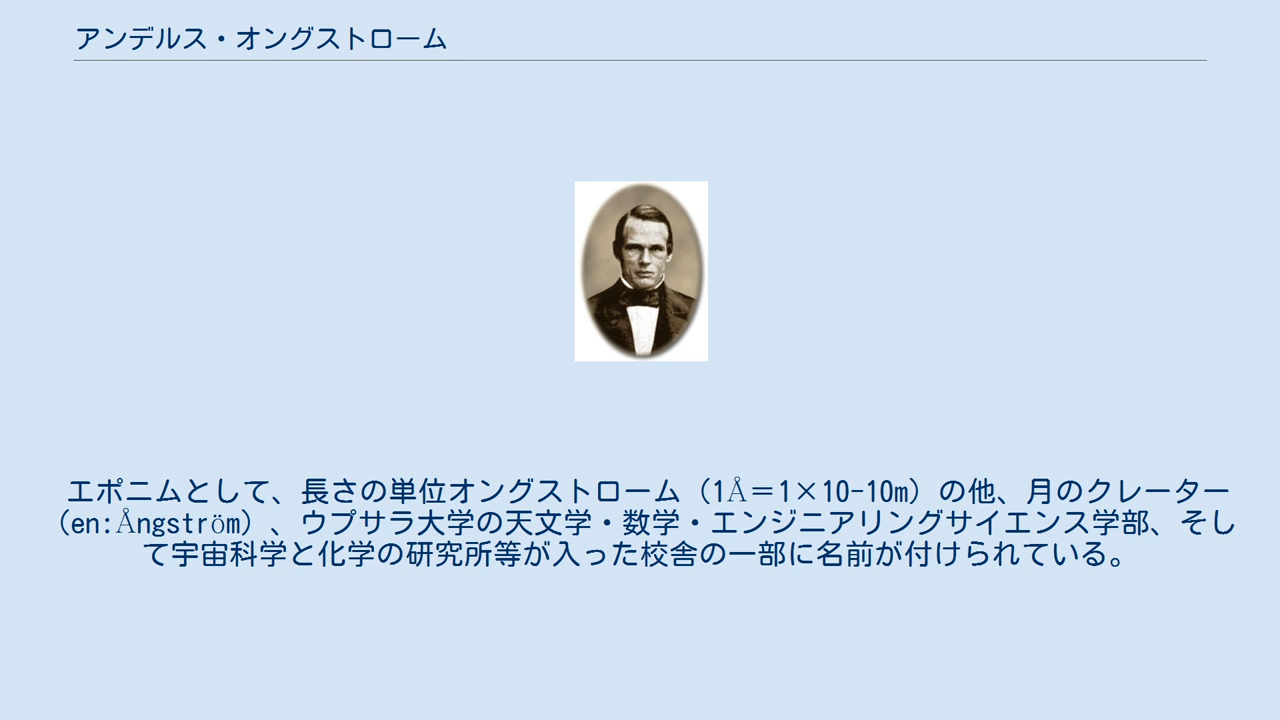 アンデルス・オングストローム
エポニムとして、長さの単位オングストローム（1Å＝1×10-10m）の他、月のクレーター
（en:Ångström）、ウプサラ大学の天文学・数学・エンジニアリングサイエンス学部、そし
て宇宙科学と化学の研究所等が入った校舎の一部に名前が付けられている。